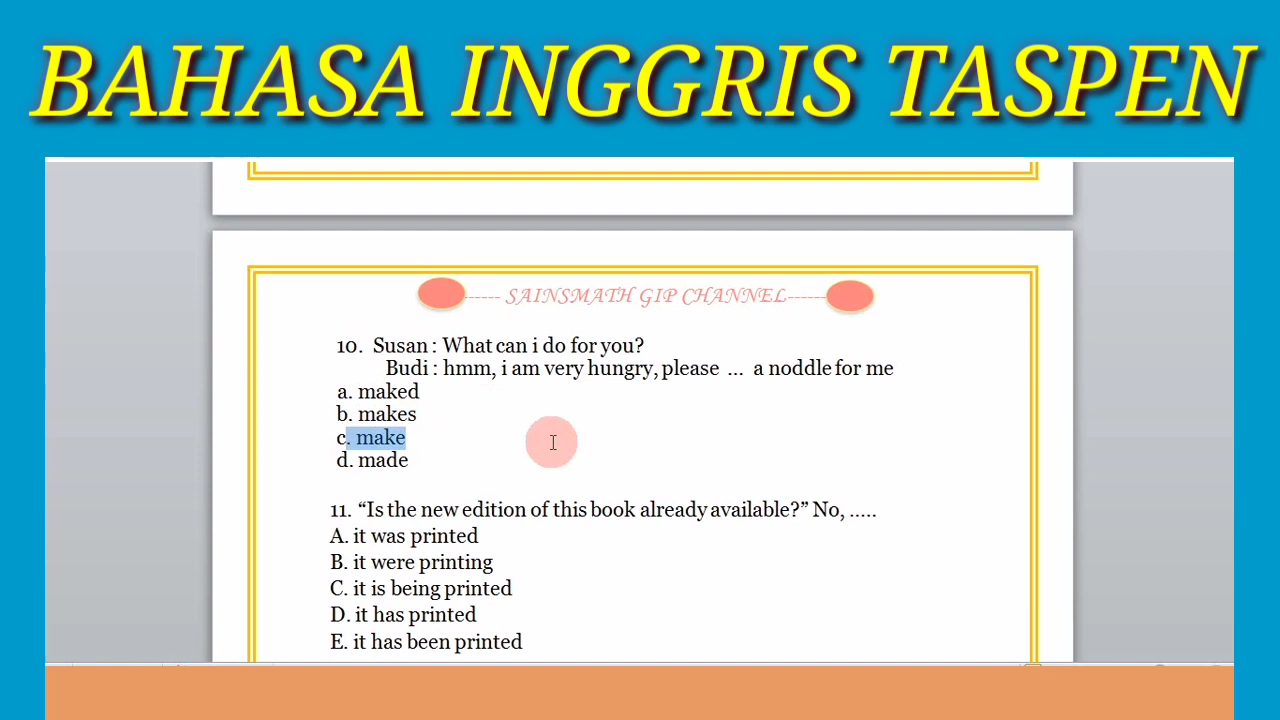 BAHASA INGGRIS TASPEN
------ SAINSMATH GIP CHANNEL------
10. Susan : What can i do for you?
Budi : hmm, i am very hungry, please ... a noddle for me
a. maked
b. makes
c. make
d. made
11. “Is the new edition of this book already available?” No, .....
A. it was printed
B. it were printing
C. it is being printed
D. it has printed
E. it has been printed